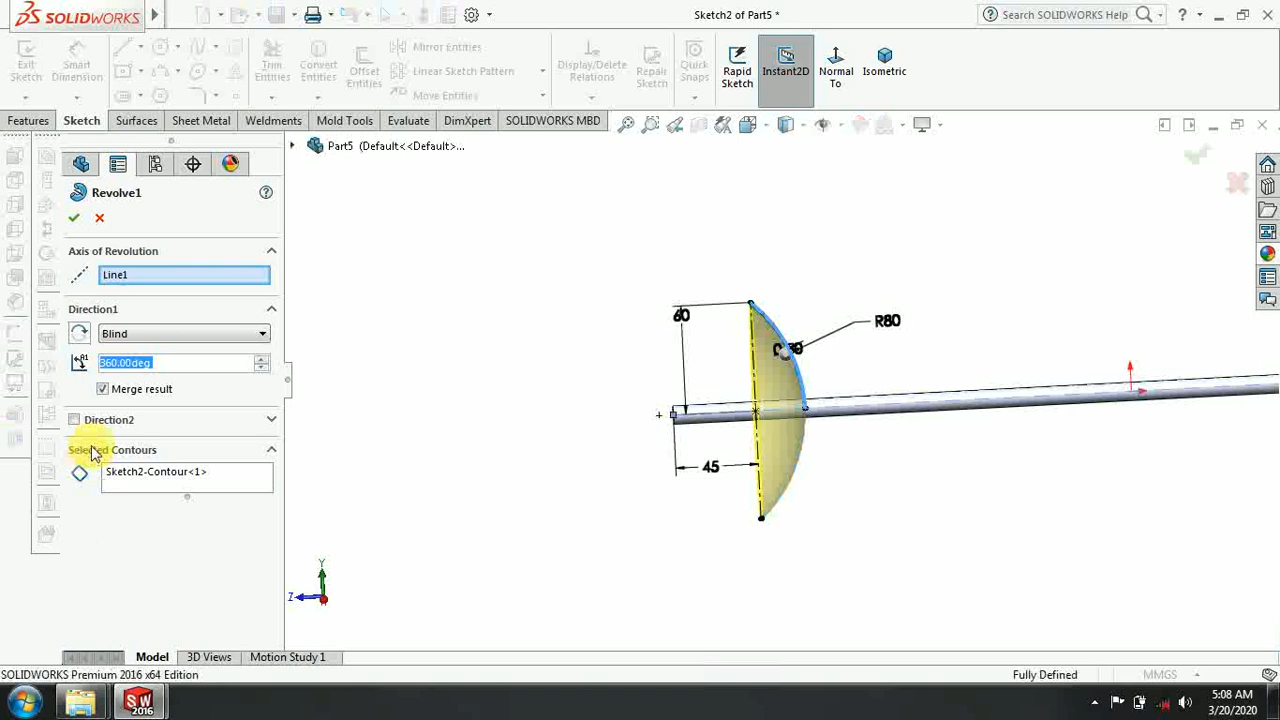 SOLIDWORKS
Sketch2 of Part5 *
Search SOLIDWORKS Help
Exit Sketch
Smart Dimension
Trim Entities
Convert Entities
Offset Entities
Mirror Entities
Linear Sketch Pattern
Move Entities
Display/Delete Relations
Repair Sketch
Quick Snaps
Rapid Sketch
Instant2D
Normal To
Isometric
Features Sketch Surfaces Sheet Metal Weldments Mold Tools Evaluate DimXpert SOLIDWORKS MBD
Part5 (Default<<Default>...
Revolve1
Axis of Revolution
Line1
Direction1
Blind
360.00deg
Merge result
Direction2
Selected Contours
Sketch2-Contour<1>
60
R80
45
Y
Z
Model 3D Views Motion Study 1
SOLIDWORKS Premium 2016 x64 Edition
Fully Defined
MMGS
SW 2016
5:08 AM
3/20/2020